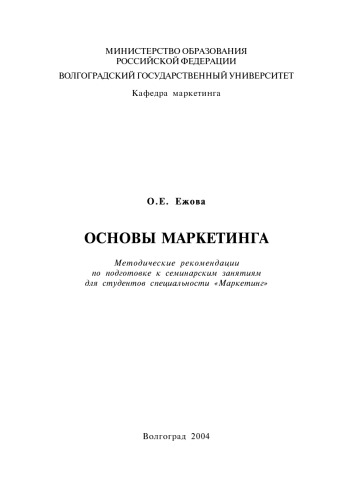 МИНИСТЕРСТВО ОБРАЗОВАНИЯ
РОССИЙСКОЙ ФЕДЕРАЦИИ
ВОЛГОГРАДСКИЙ ГОСУДАРСТВЕННЫЙ УНИВЕРСИТЕТ
Кафедра маркетинга
О.Е. Ежова
ОСНОВЫ МАРКЕТИНГА
Методические рекомендации
по подготовке к семинарским занятиям
для студентов специальности «Маркетинг»
Волгоград 2004